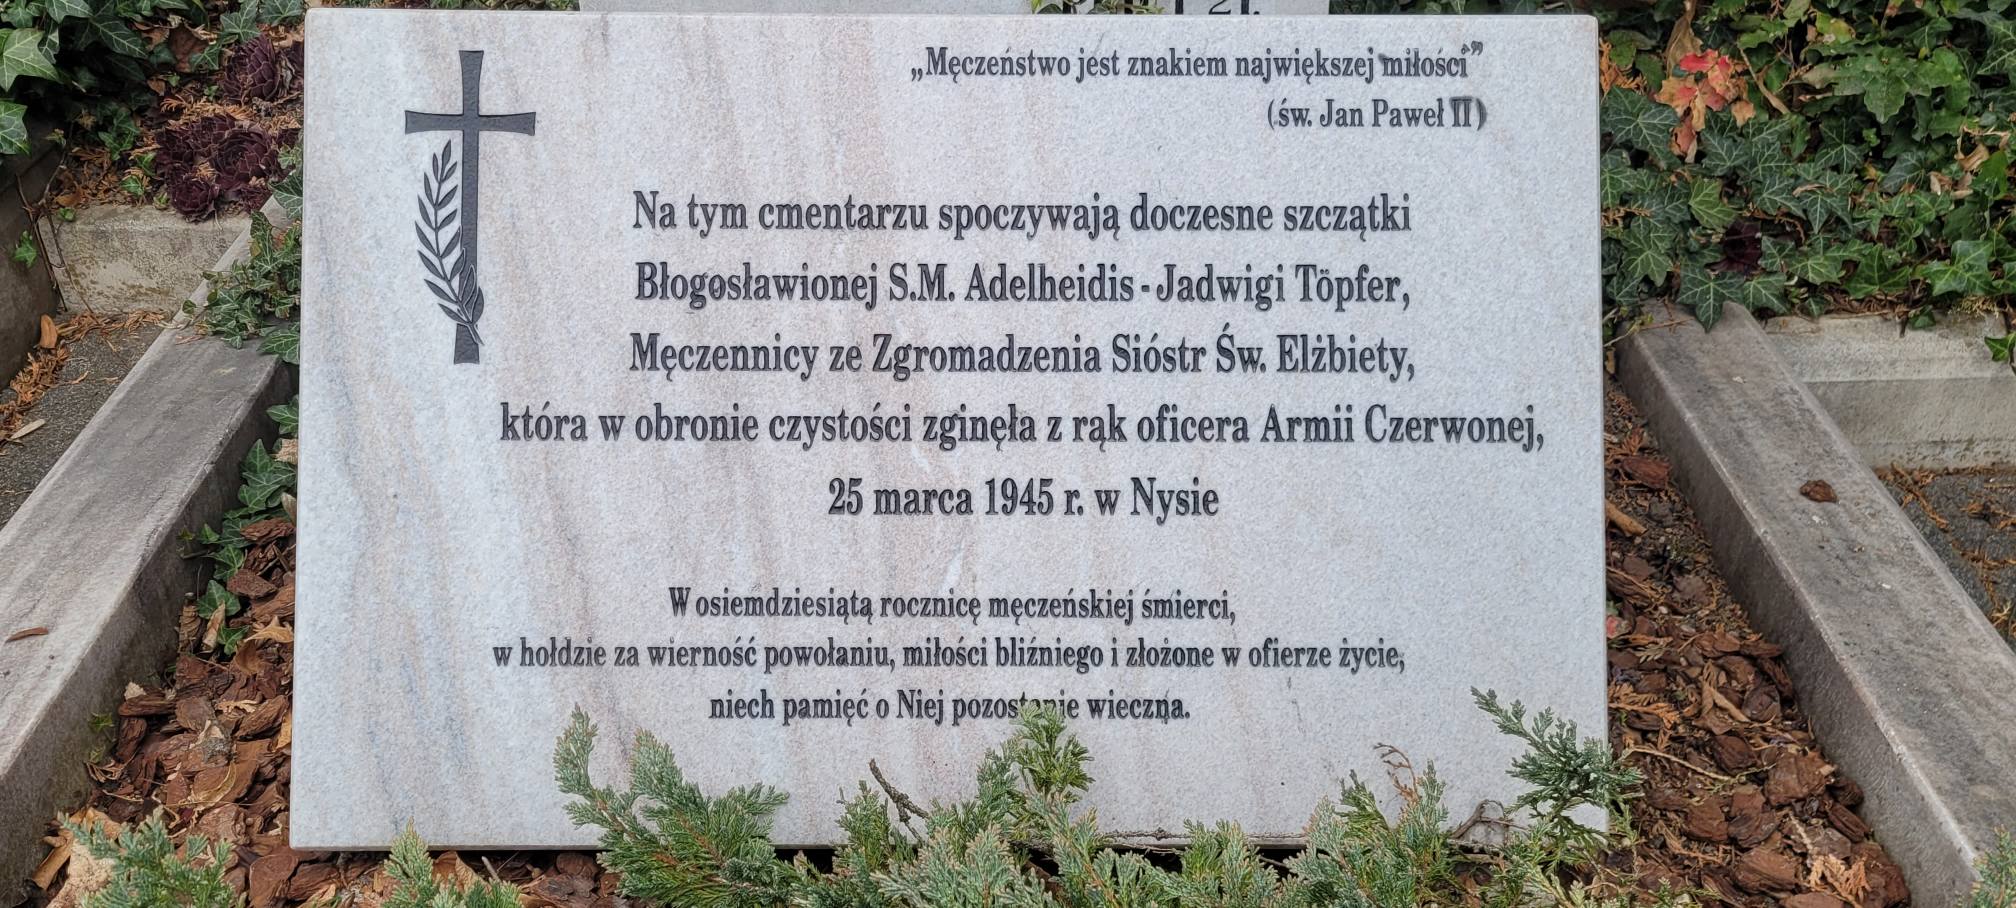 „Męczeństwo jest znakiem największej miłości”
(św. Jan Paweł II)
Na tym cmentarzu spoczywają doczesne szczątki
Błogosławionej S.M. Adelheidis - Jadwigi Töpfer,
Męczennicy ze Zgromadzenia Sióstr Św. Elżbiety,
która w obronie czystości zginęła z rąk oficera Armii Czerwonej,
25 marca 1945 r. w Nysie
W osiemdziesiątą rocznicę męczeńskiej śmierci,
w hołdzie za wierność powołaniu, miłości bliźniego i złożone w ofierze życie,
niech pamięć o Niej pozostanie wieczna.